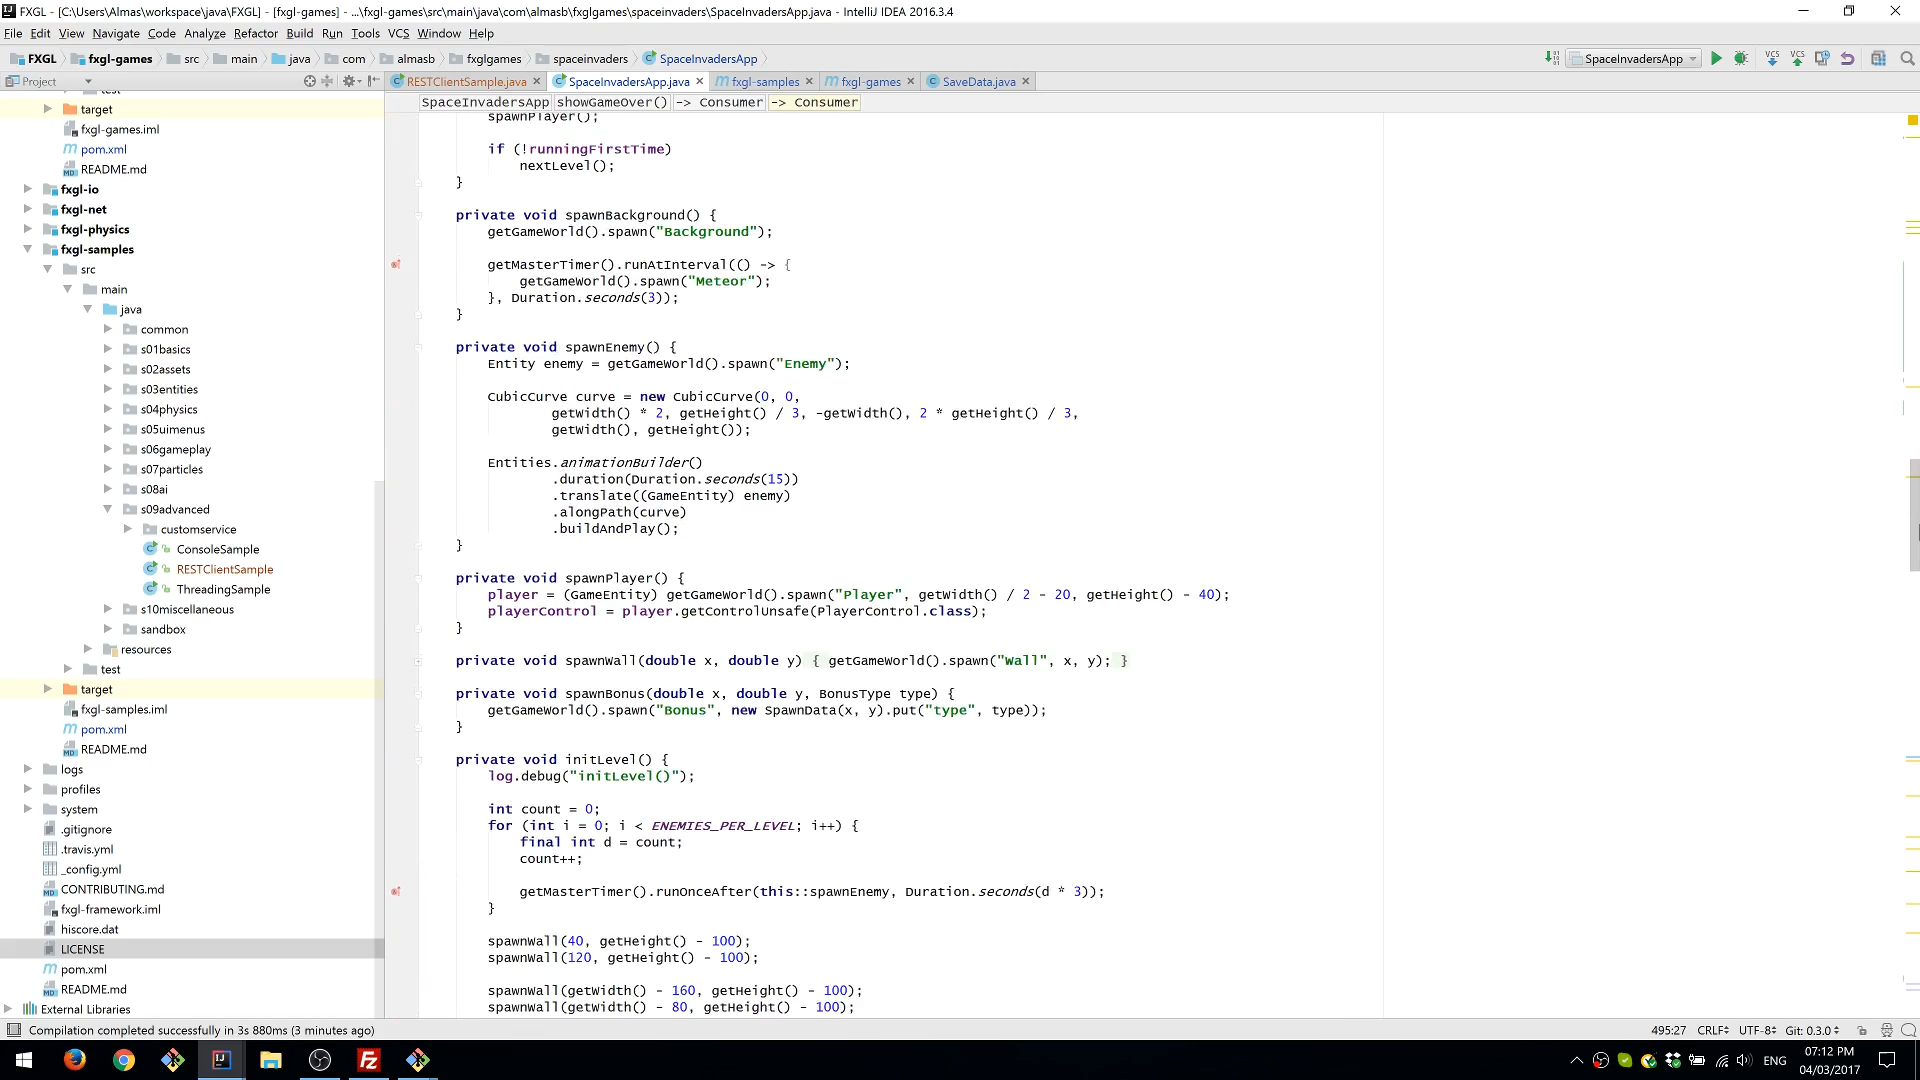 FXGL - [C:\Users\Almas\workspace\java\FXGL] - [fxgl-games] - ...\fxgl-games\src\main\java\com\almasb\fxglgames\spaceinvaders\SpaceInvadersApp.java - IntelliJ IDEA 2016.3.4
File Edit View Navigate Code Analyze Refactor Build Run Tools VCS Window Help
FXGL fxgl-games src main java com almasb fxglgames spaceinvaders SpaceInvadersApp
SpaceInvadersApp
Project
RESTClientSample.java SpaceInvadersApp.java fxgl-samples fxgl-games SaveData.java
SpaceInvadersApp showGameOver() -> Consumer -> Consumer
test
target
fxgl-games.iml
pom.xml
README.md
fxgl-io
fxgl-net
fxgl-physics
fxgl-samples
src
main
java
common
s01basics
s02assets
s03entities
s04physics
s05uimenus
s06gameplay
s07particles
s08ai
s09advanced
customservice
ConsoleSample
RESTClientSample
ThreadingSample
s10miscellaneous
sandbox
resources
test
target
fxgl-samples.iml
pom.xml
README.md
logs
profiles
system
.gitignore
.travis.yml
_config.yml
CONTRIBUTING.md
fxgl-framework.iml
hiscore.dat
LICENSE
pom.xml
README.md
External Libraries
spawnPlayer();
if (!runningFirstTime)
nextLevel();
}
private void spawnBackground() {
getGameWorld().spawn("Background");
getMasterTimer().runAtInterval(() -> {
getGameWorld().spawn("Meteor");
}, Duration.seconds(3));
}
private void spawnEnemy() {
Entity enemy = getGameWorld().spawn("Enemy");
CubicCurve curve = new CubicCurve(0, 0,
getWidth() * 2, getHeight() / 3, -getWidth(), 2 * getHeight() / 3,
getWidth(), getHeight());
Entities.animationBuilder()
.duration(Duration.seconds(15))
.translate((GameEntity) enemy)
.alongPath(curve)
.buildAndPlay();
}
private void spawnPlayer() {
player = (GameEntity) getGameWorld().spawn("Player", getWidth() / 2 - 20, getHeight() - 40);
playerControl = player.getControlUnsafe(PlayerControl.class);
}
private void spawnWall(double x, double y) { getGameWorld().spawn("Wall", x, y); }
private void spawnBonus(double x, double y, BonusType type) {
getGameWorld().spawn("Bonus", new SpawnData(x, y).put("type", type));
}
private void initLevel() {
log.debug("initLevel()");
int count = 0;
for (int i = 0; i < ENEMIES_PER_LEVEL; i++) {
final int d = count;
count++;
getMasterTimer().runOnceAfter(this::spawnEnemy, Duration.seconds(d * 3));
}
spawnWall(40, getHeight() - 100);
spawnWall(120, getHeight() - 100);
spawnWall(getWidth() - 160, getHeight() - 100);
spawnWall(getWidth() - 80, getHeight() - 100);
Compilation completed successfully in 3s 880ms (3 minutes ago)
495:27 CRLF UTF-8 Git: 0.3.0
ENG
07:12 PM
04/03/2017